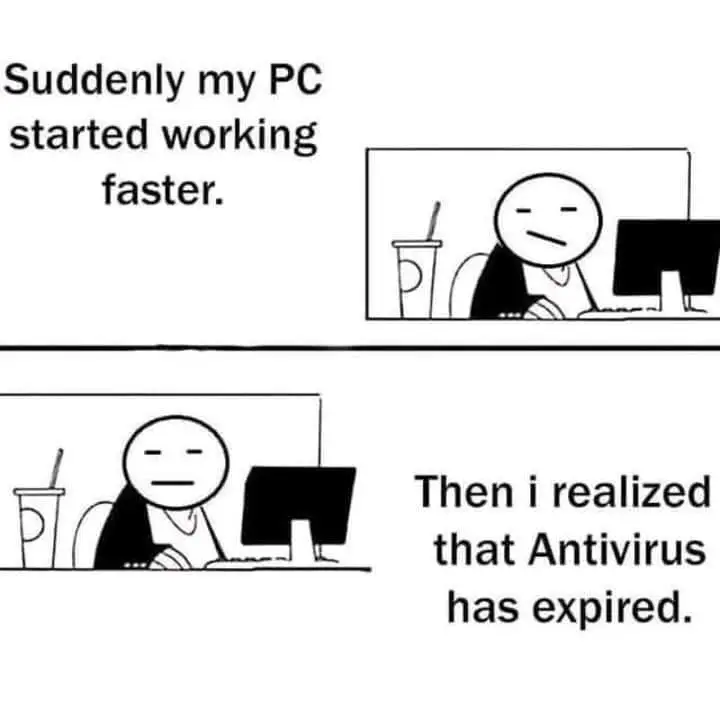 Suddenly my PC
started working
faster.
Then i realized
that Antivirus
has expired.